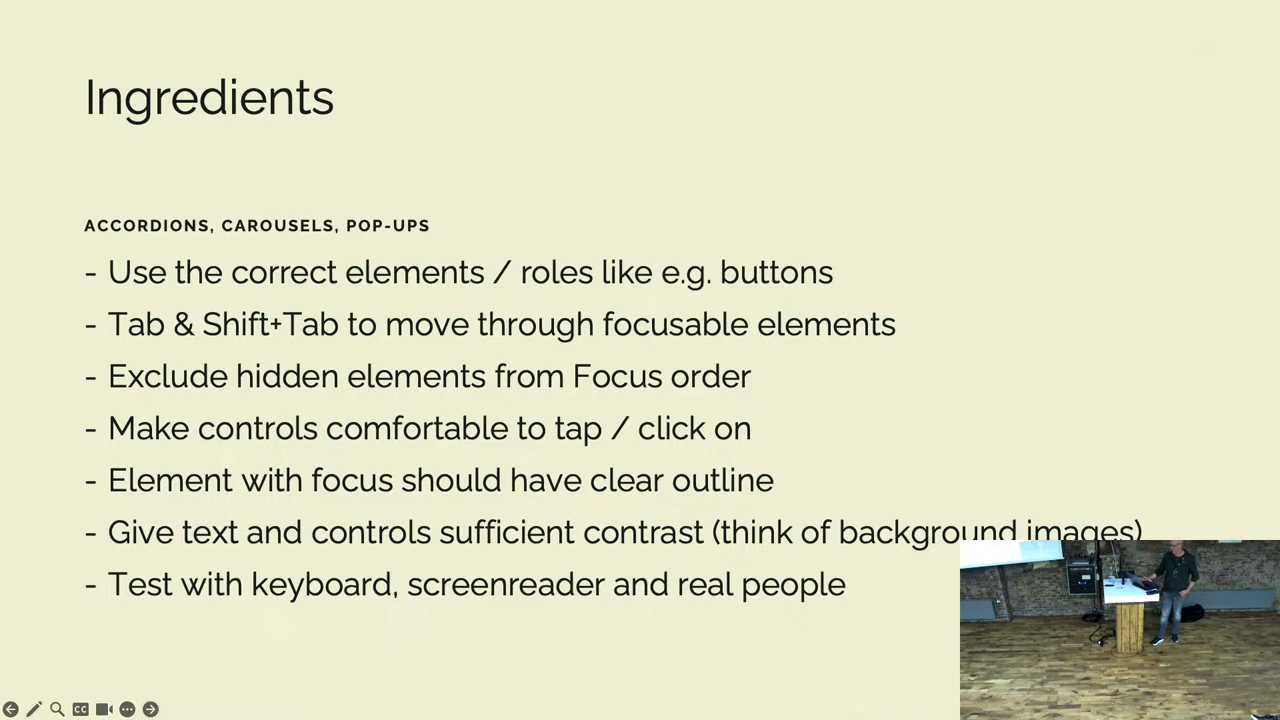 Ingredients
ACCORDIONS, CAROUSELS, POP-UPS
- Use the correct elements / roles like e.g. buttons
- Tab & Shift+Tab to move through focusable elements
- Exclude hidden elements from Focus order
- Make controls comfortable to tap / click on
- Element with focus should have clear outline
- Give text and controls sufficient contrast (think of background images)
- Test with keyboard, screenreader and real people
CC